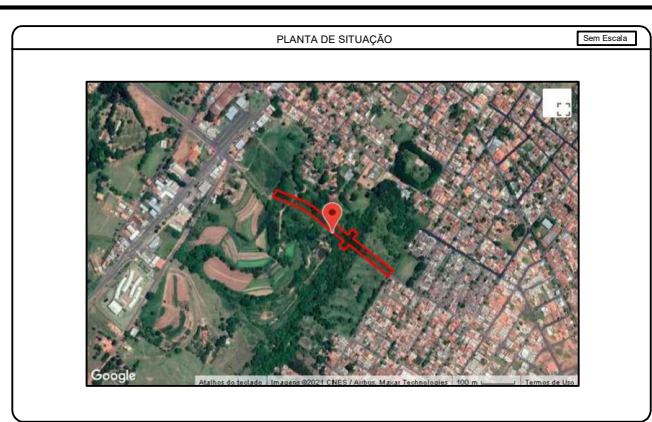 PLANTA DE SITUAÇÃO
Sem Escala
Google
Atalhos do teclado
Imagens ©2021 CNES / Airbus, Maxar Technologies
100 m
Termos de Uso